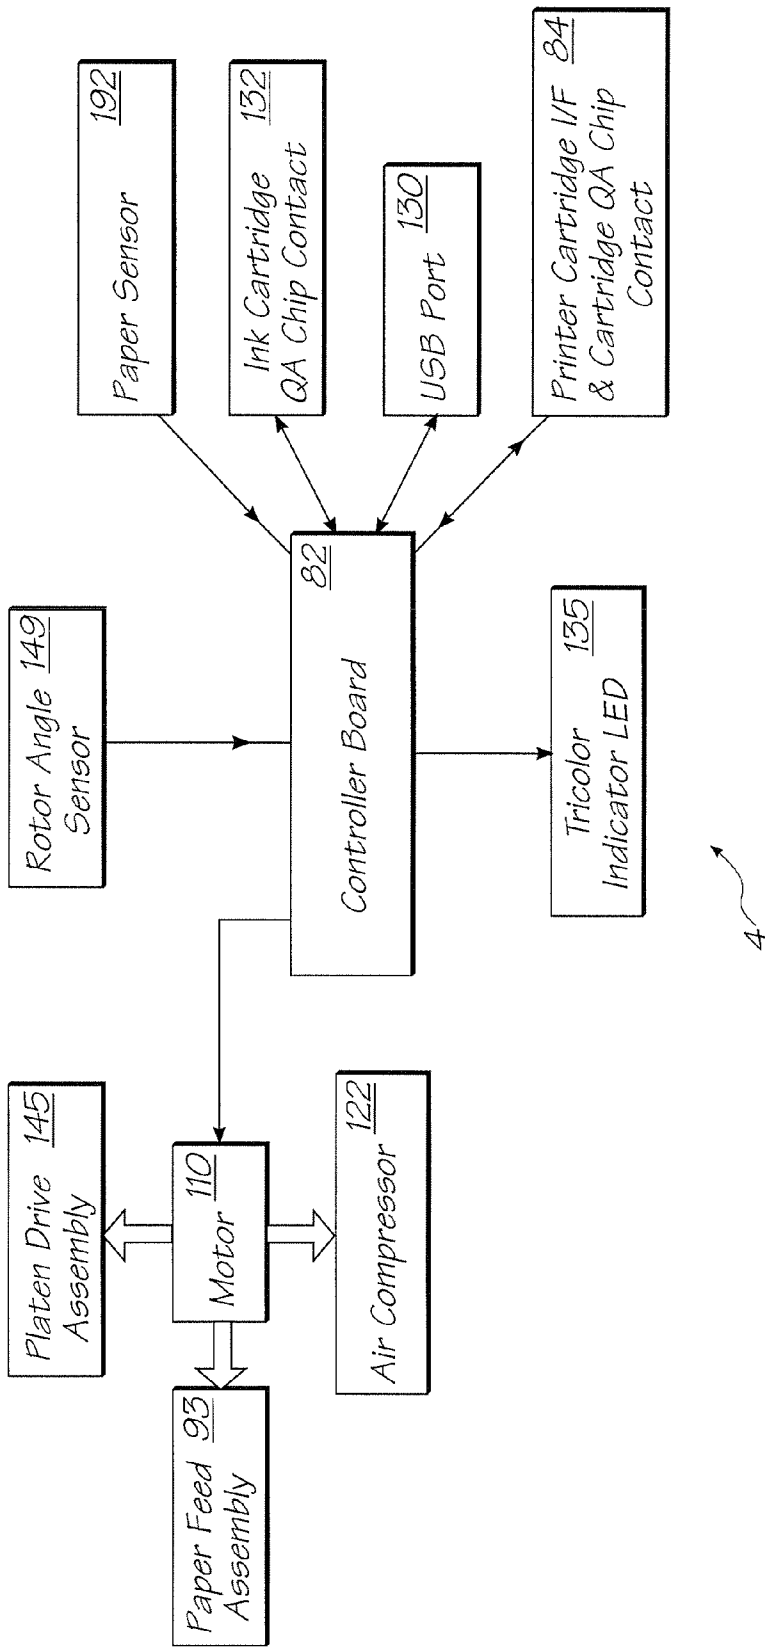 Platen Drive 145
Assembly
Rotor Angle 149
Sensor
Paper Sensor 192
Paper Feed 93
Assembly
Motor 110
Ink Cartridge 132
QA Chip Contact
Controller Board 82
Air Compressor 122
USB Port 130
Tricolor 135
Indicator LED
Printer Cartridge I/F 84
& Cartridge QA Chip
Contact
4